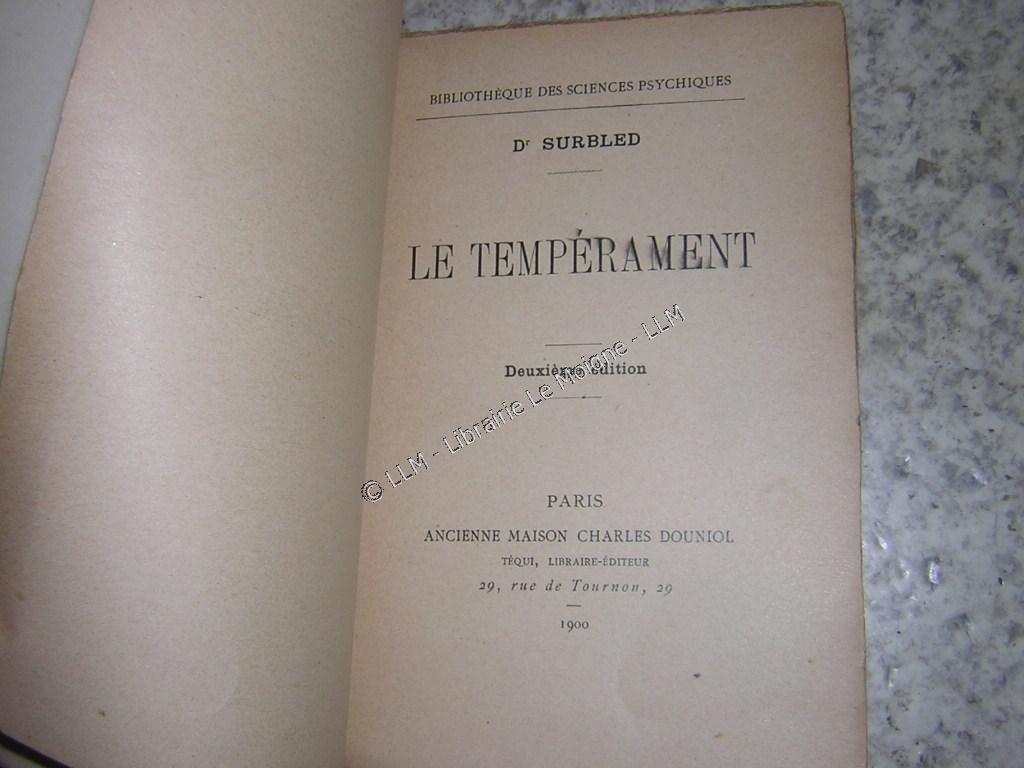 BIBLIOTHÈQUE DES SCIENCES PSYCHIQUES
Dr SURBLED
LE TEMPÉRAMENT
Deuxième édition
© LLM - Librairie Le Moigne - LLM
PARIS
ANCIENNE MAISON CHARLES DOUNIOL
TÉQUI, LIBRAIRE-ÉDITEUR
29, rue de Tournon, 29
1900